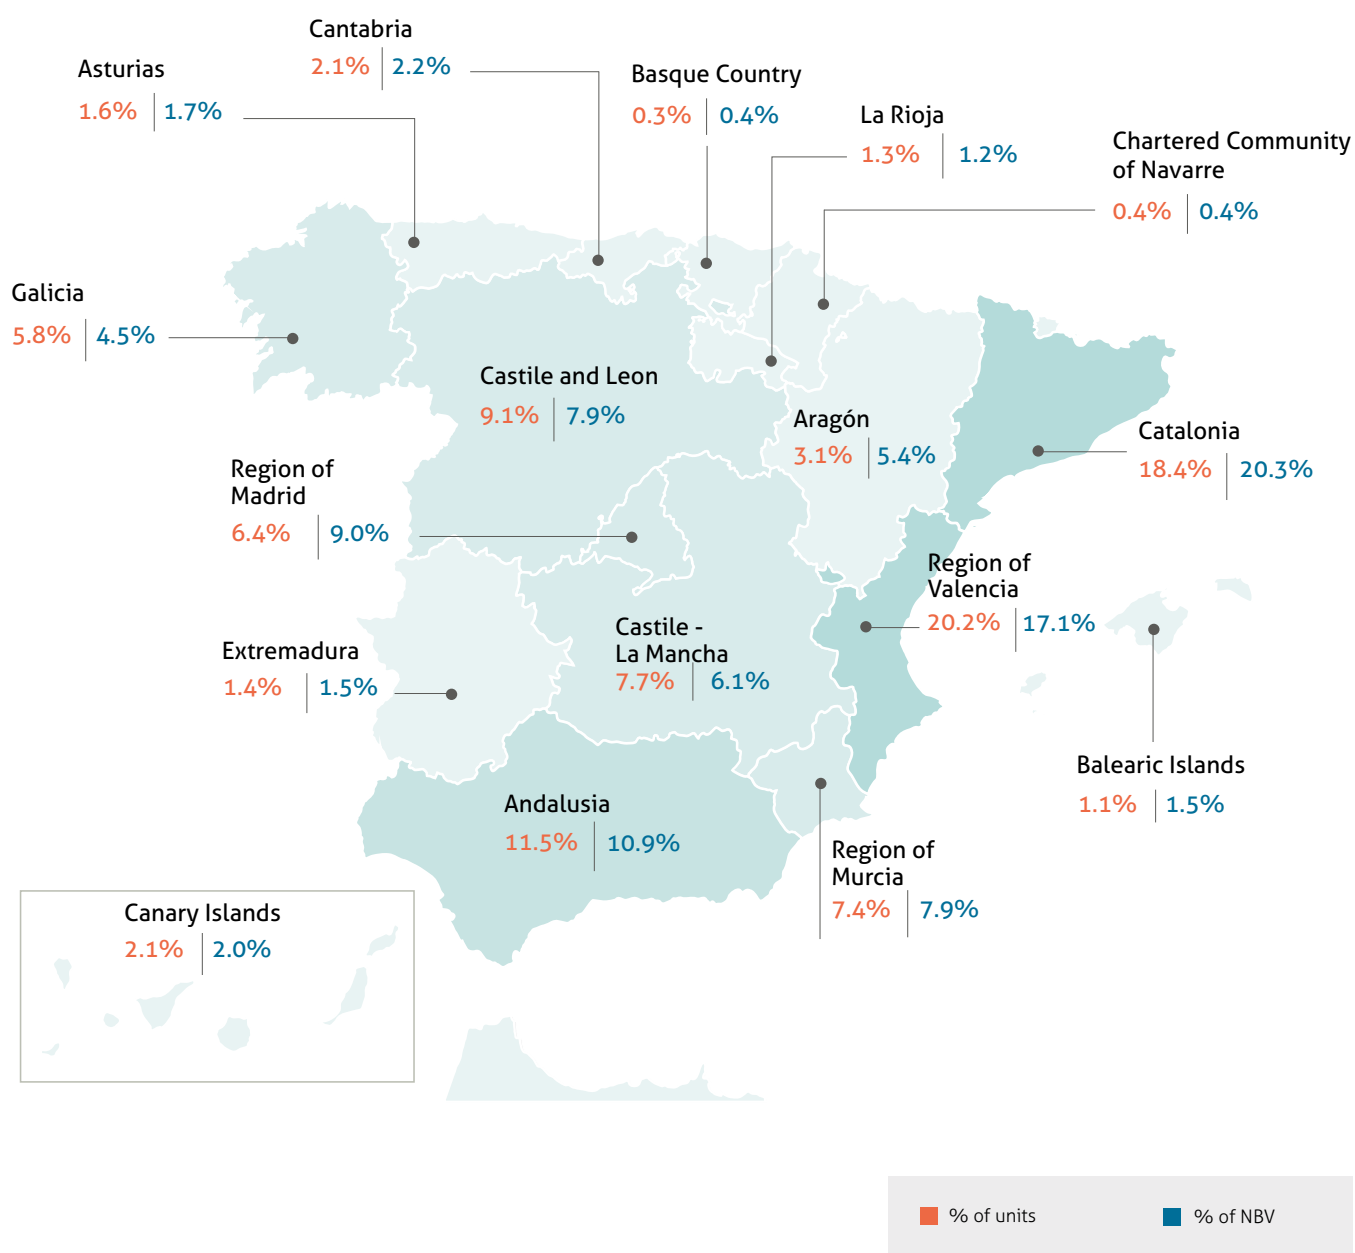 Cantabria
2.1% 2.2%
Asturias
1.6% 1.7%
Basque Country
0.3% 0.4%
La Rioja
1.3% 1.2%
Chartered Community
of Navarre
0.4% 0.4%
Galicia
5.8% 4.5%
Castile and Leon
9.1% 7.9%
Aragón
3.1% 5.4%
Catalonia
18.4% 20.3%
Region of
Madrid
6.4% 9.0%
Region of
Valencia
20.2% 17.1%
Castile -
La Mancha
7.7% 6.1%
Extremadura
1.4% 1.5%
Balearic Islands
1.1% 1.5%
Andalusia
11.5% 10.9%
Region of
Murcia
7.4% 7.9%
Canary Islands
2.1% 2.0%
% of units % of NBV